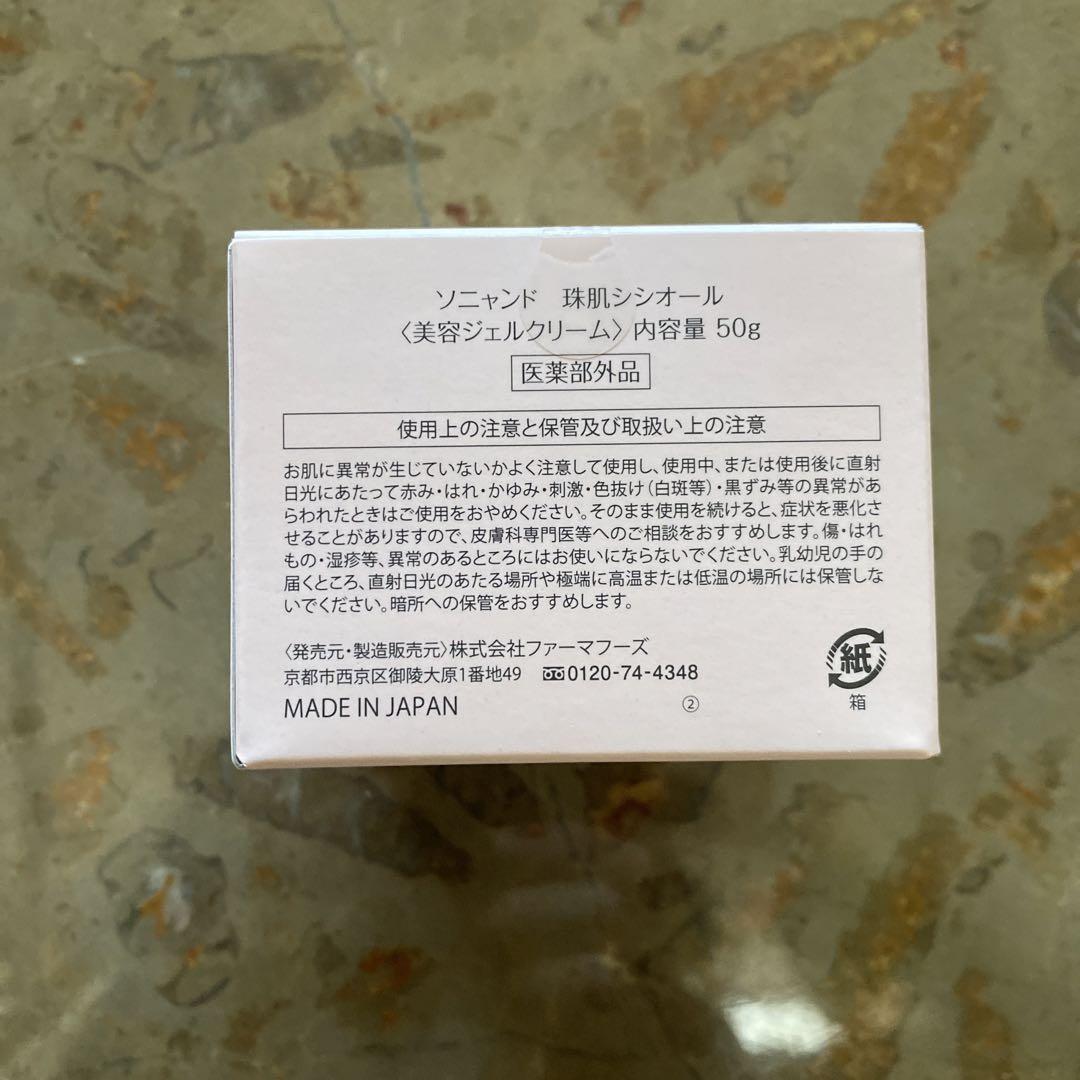 ソニャンド　珠肌シシオール
〈美容ジェルクリーム〉内容量 50g
医薬部外品
使用上の注意と保管及び取扱い上の注意
お肌に異常が生じていないかよく注意して使用し、使用中、または使用後に直射
日光にあたって赤み・はれ・かゆみ・刺激・色抜け（白斑等）・黒ずみ等の異常があ
らわれたときはご使用をおやめください。そのまま使用を続けると、症状を悪化さ
せることがありますので、皮膚科専門医等へのご相談をおすすめします。傷・はれ
もの・湿疹等、異常のあるところにはお使いにならないでください。乳幼児の手の
届くところ、直射日光のあたる場所や極端に高温または低温の場所には保管しな
いでください。暗所への保管をおすすめします。
〈発売元・製造販売元〉株式会社ファーマフーズ
京都市西京区御陵大原1番地49　0120-74-4348
MADE IN JAPAN　②
紙
箱